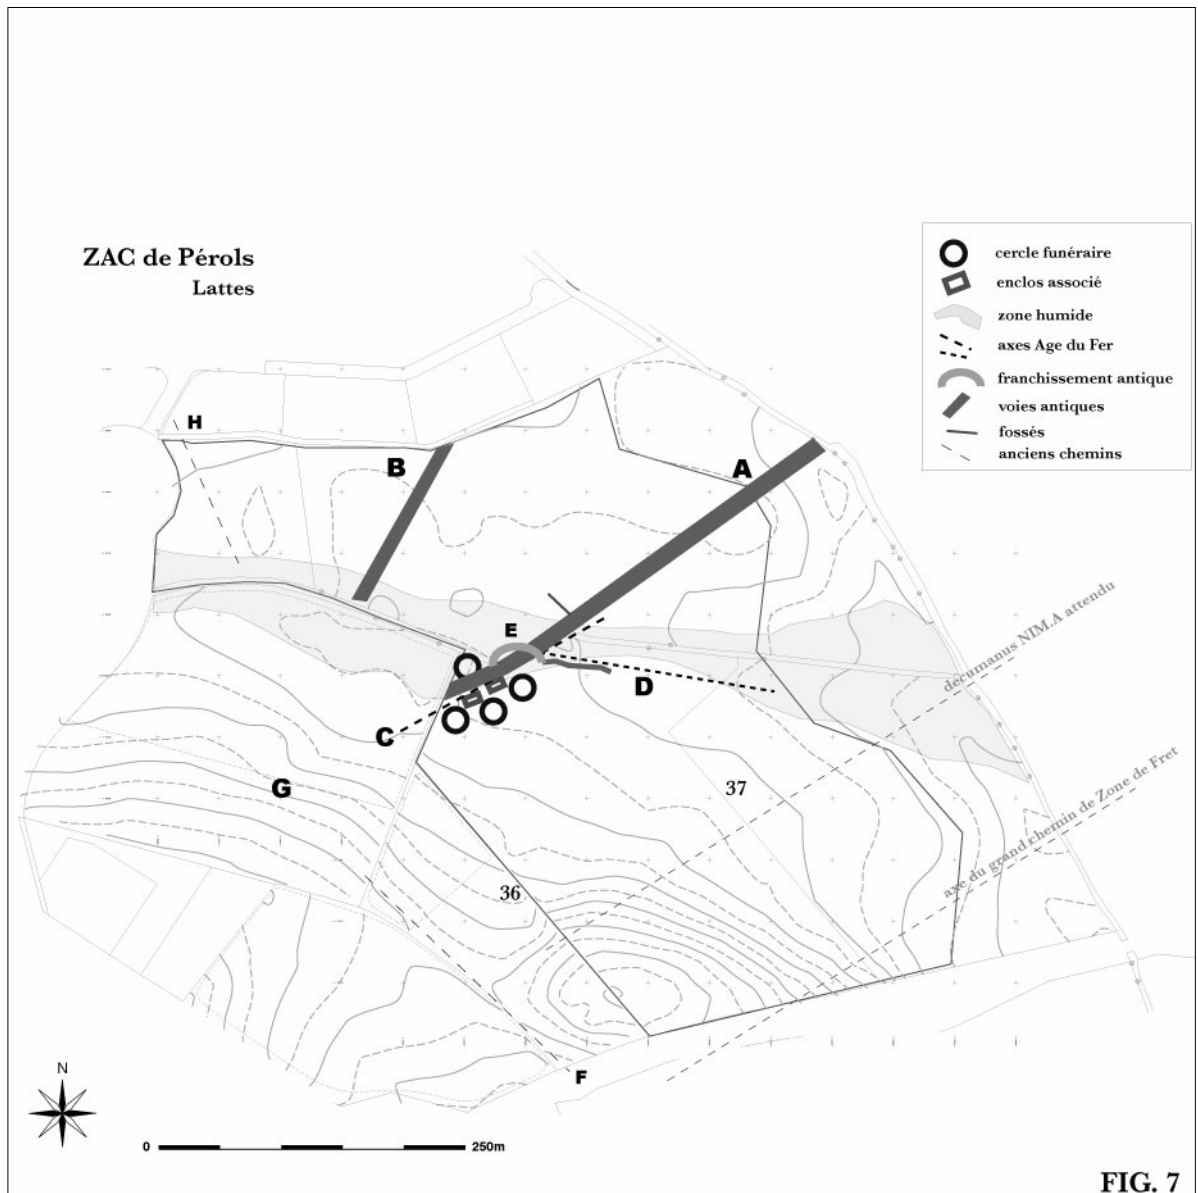 ZAC de Pérols
Lattes
cercle funéraire
enclos associé
zone humide
axes Age du Fer
franchissement antique
voies antiques
fossés
anciens chemins
H
B
A
E
decumanus NIM.A attendu
D
C
G
37
axe du grand chemin de Zone de Fret
36
F
N
0 250m
FIG. 7